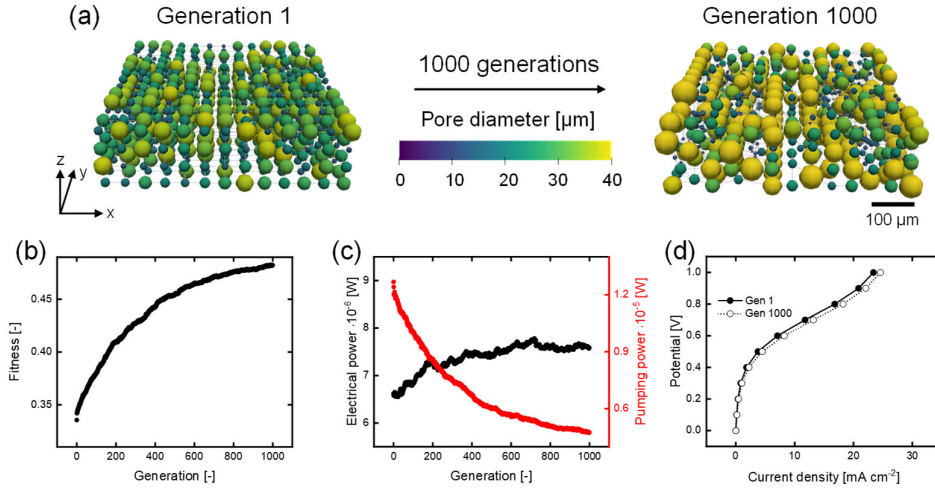 (a)
Generation 1
Generation 1000
1000 generations
Pore diameter [µm]
0 10 20 30 40
z
y
x
100 µm
(b)
Fitness [-]
0.45
0.40
0.35
0 200 400 600 800 1000
Generation [-]
(c)
Electrical power ·10⁻⁶ [W]
9
8
7
6
1.2
0.9
0.6
Pumping power ·10⁻⁵ [W]
0 200 400 600 800 1000
Generation [-]
(d)
Potential [V]
1.0
0.8
0.6
0.4
0.2
0.0
Gen 1
Gen 1000
0 10 20 30
Current density [mA cm⁻²]